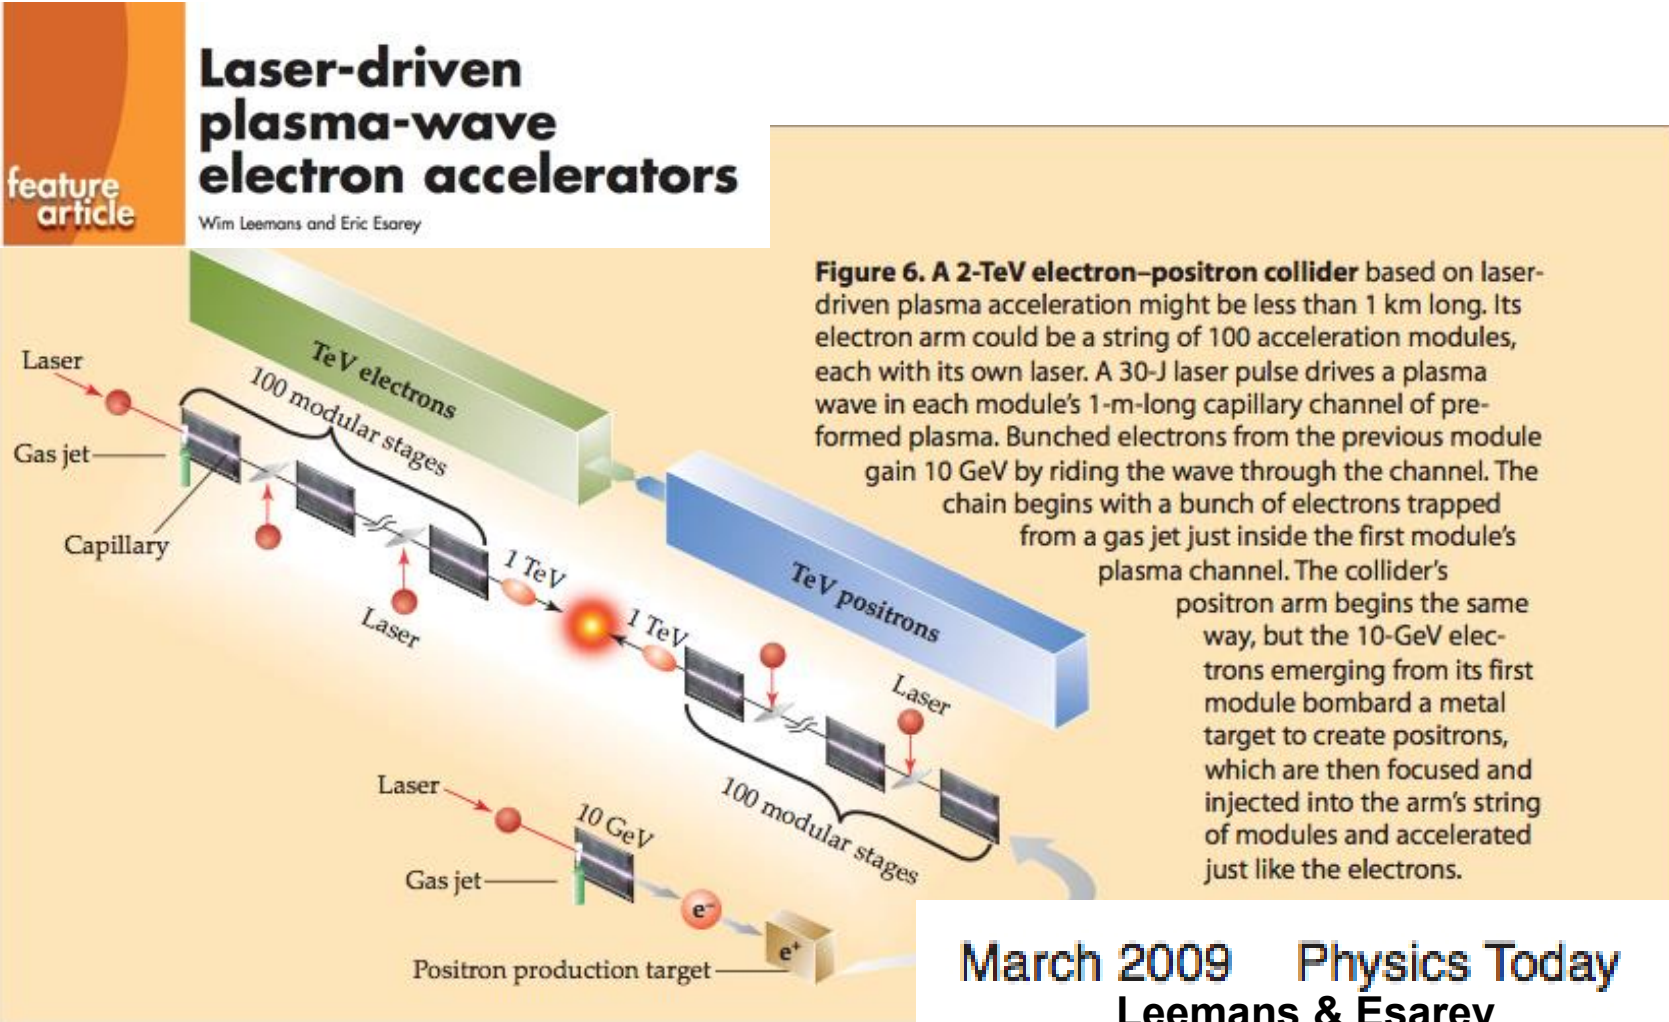 feature
article
Laser-driven
plasma-wave
electron accelerators
Wim Leemans and Eric Esarey
Figure 6. A 2-TeV electron–positron collider based on laser-
driven plasma acceleration might be less than 1 km long. Its
electron arm could be a string of 100 acceleration modules,
each with its own laser. A 30-J laser pulse drives a plasma
wave in each module's 1-m-long capillary channel of pre-
formed plasma. Bunched electrons from the previous module
gain 10 GeV by riding the wave through the channel. The
chain begins with a bunch of electrons trapped
from a gas jet just inside the first module's
plasma channel. The collider's
positron arm begins the same
way, but the 10-GeV elec-
trons emerging from its first
module bombard a metal
target to create positrons,
which are then focused and
injected into the arm's string
of modules and accelerated
just like the electrons.
TeV electrons
100 modular stages
Laser
Gas jet
Capillary
Laser
1 TeV
1 TeV
TeV positrons
Laser
100 modular stages
Laser
10 GeV
Gas jet
e⁻
e⁺
Positron production target
March 2009 Physics Today
Leemans & Esarey